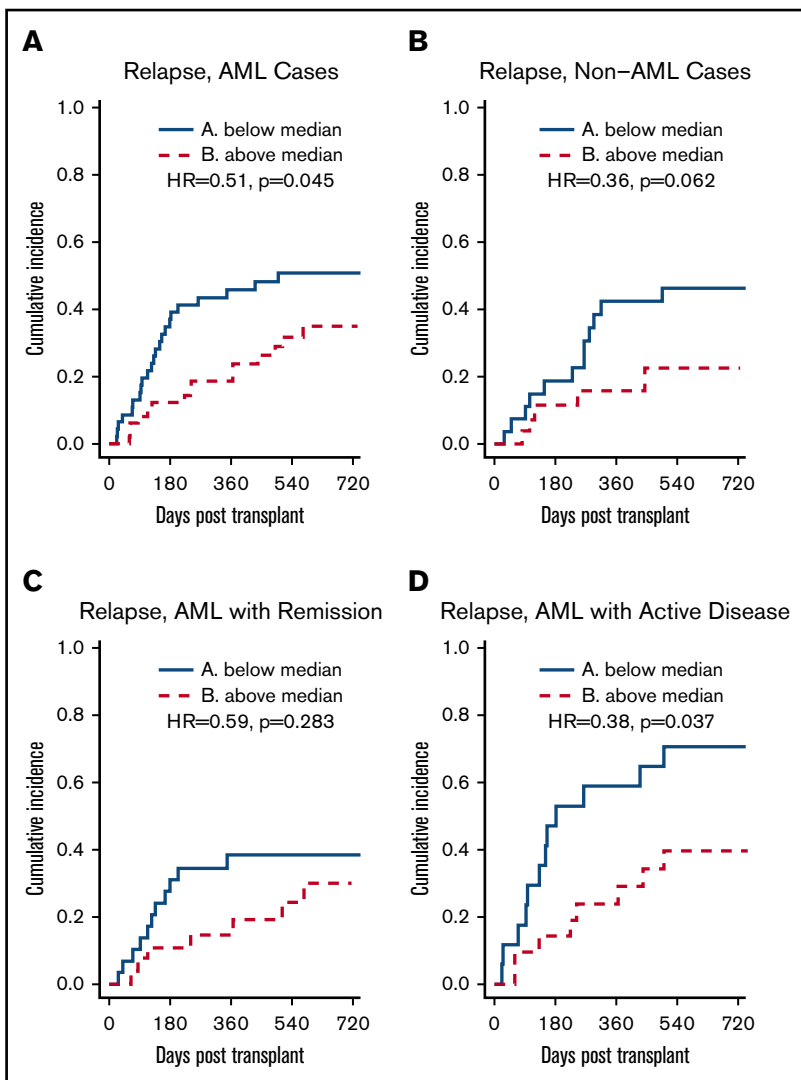 A
Relapse, AML Cases
1.0
0.8
0.6
0.4
0.2
0.0
Cumulative incidence
A. below median
B. above median
HR=0.51, p=0.045
0 180 360 540 720
Days post transplant
B
Relapse, Non–AML Cases
1.0
0.8
0.6
0.4
0.2
0.0
Cumulative incidence
A. below median
B. above median
HR=0.36, p=0.062
0 180 360 540 720
Days post transplant
C
Relapse, AML with Remission
1.0
0.8
0.6
0.4
0.2
0.0
Cumulative incidence
A. below median
B. above median
HR=0.59, p=0.283
0 180 360 540 720
Days post transplant
D
Relapse, AML with Active Disease
1.0
0.8
0.6
0.4
0.2
0.0
Cumulative incidence
A. below median
B. above median
HR=0.38, p=0.037
0 180 360 540 720
Days post transplant